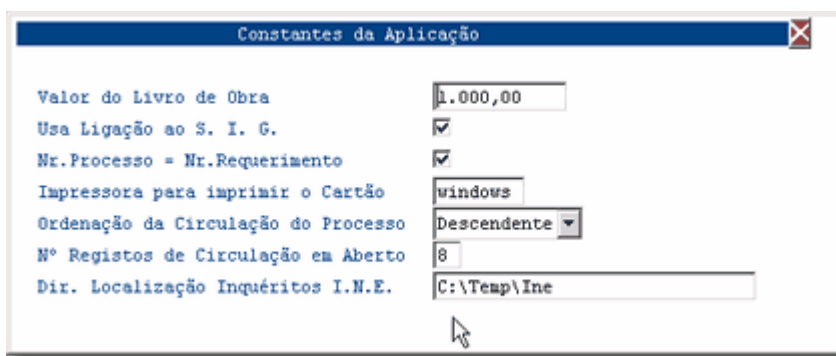 Constantes da Aplicação
Valor do Livro de Obra 1.000,00
Usa Ligação ao S. I. G.
Nr.Processo = Nr.Requerimento
Impressora para imprimir o Cartão windows
Ordenação da Circulação do Processo Descendente
Nº Registos de Circulação em Aberto 8
Dir. Localização Inquéritos I.N.E. C:\Temp\Ine